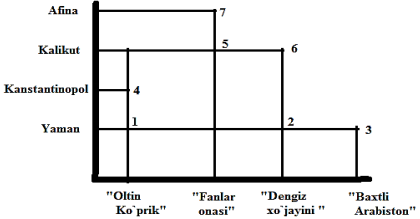 Afina
7
Kalikut
5
6
Kanstantinopol
4
Yaman
1
2
3
"Oltin
Ko`prik"
"Fanlar
onasi"
"Dengiz
xo`jayini "
"Baxtli
Arabiston"